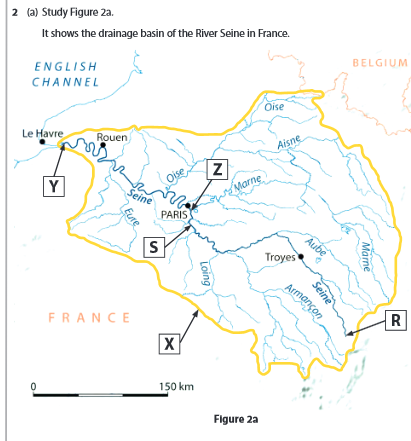 2 (a) Study Figure 2a.
It shows the drainage basin of the River Seine in France.
ENGLISH
CHANNEL
BELGIUM
Oise
Le Havre
Rouen
Aisne
Y
Oise
Z
Marne
Seine
PARIS
Eure
S
Aube
Marne
Loing
Troyes
Seine
Armançon
FRANCE
R
X
0
150 km
Figure 2a